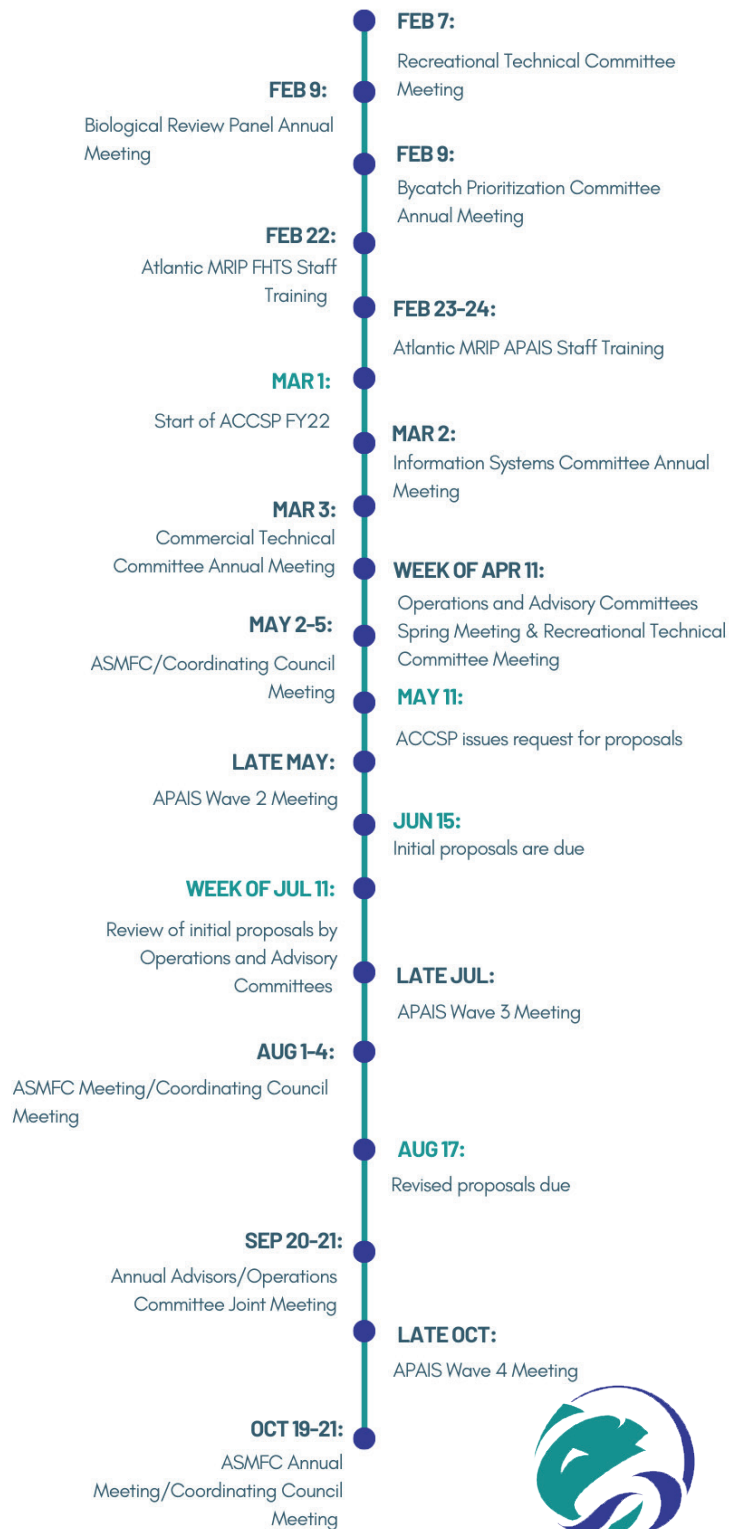 FEB 7:
Recreational Technical Committee
Meeting
FEB 9:
Biological Review Panel Annual
Meeting
FEB 9:
Bycatch Prioritization Committee
Annual Meeting
FEB 22:
Atlantic MRIP FHTS Staff
Training
FEB 23-24:
Atlantic MRIP APAIS Staff Training
MAR 1:
Start of ACCSP FY22
MAR 2:
Information Systems Committee Annual
Meeting
MAR 3:
Commercial Technical
Committee Annual Meeting
WEEK OF APR 11:
Operations and Advisory Committees
Spring Meeting & Recreational Technical
Committee Meeting
MAY 2-5:
ASMFC/Coordinating Council
Meeting
MAY 11:
ACCSP issues request for proposals
LATE MAY:
APAIS Wave 2 Meeting
JUN 15:
Initial proposals are due
WEEK OF JUL 11:
Review of initial proposals by
Operations and Advisory
Committees
LATE JUL:
APAIS Wave 3 Meeting
AUG 1-4:
ASMFC Meeting/Coordinating Council
Meeting
AUG 17:
Revised proposals due
SEP 20-21:
Annual Advisors/Operations
Committee Joint Meeting
LATE OCT:
APAIS Wave 4 Meeting
OCT 19-21:
ASMFC Annual
Meeting/Coordinating Council
Meeting